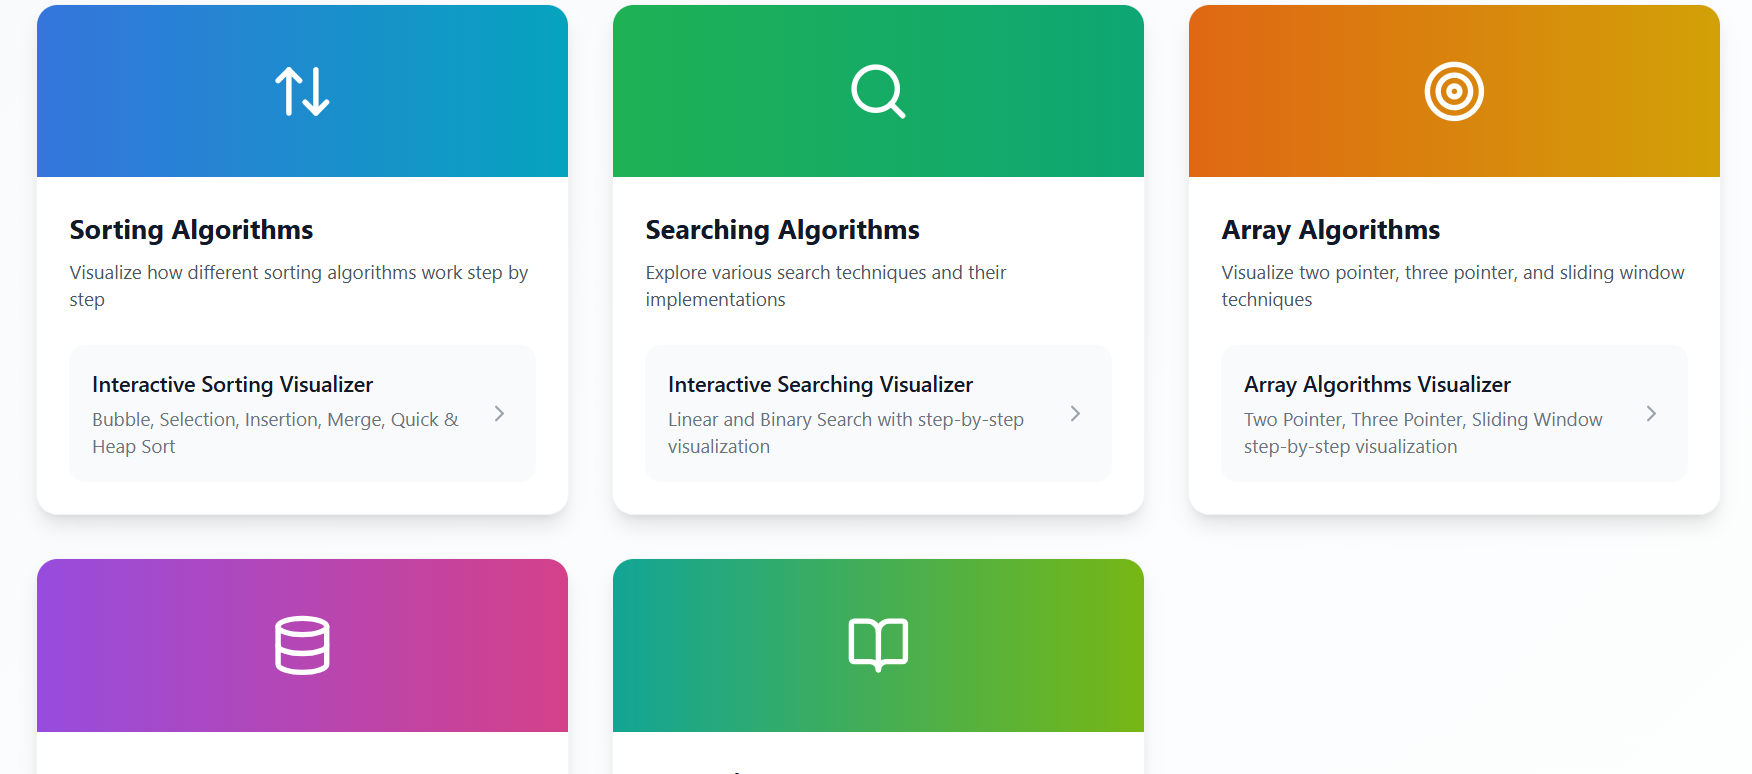 Sorting Algorithms
Visualize how different sorting algorithms work step by
step
Interactive Sorting Visualizer
Bubble, Selection, Insertion, Merge, Quick &
Heap Sort
Searching Algorithms
Explore various search techniques and their
implementations
Interactive Searching Visualizer
Linear and Binary Search with step-by-step
visualization
Array Algorithms
Visualize two pointer, three pointer, and sliding window
techniques
Array Algorithms Visualizer
Two Pointer, Three Pointer, Sliding Window
step-by-step visualization